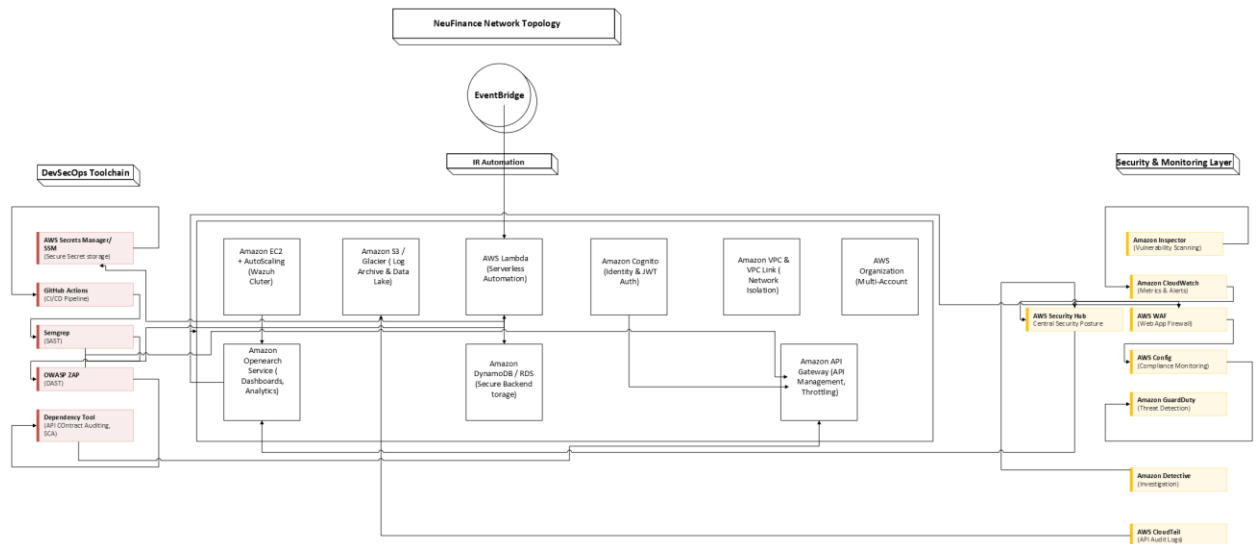 NeuFinance Network Topology
EventBridge
IR Automation
DevSecOps Toolchain
Security & Monitoring Layer
AWS Secrets Manager/
SSM
(Secure Secret storage)
GitHub Actions
(CI/CD Pipeline)
Semgrep
(SAST)
OWASP ZAP
(DAST)
Dependency Tool
(API COntract Auditing,
SCA)
Amazon EC2
+ AutoScaling
(Wazuh
Cluter)
Amazon S3 /
Glacier ( Log
Archive & Data
Lake)
AWS Lambda
(Serverless
Automation)
Amazon Cognito
(Identity & JWT
Auth)
Amazon VPC &
VPC Link (
Network
Isolation)
AWS
Organization
(Multi-Account
Amazon
Openearch
Service (
Dashboards,
Analytics)
Amazon
DynamoDB / RDS
(Secure Backend
torage)
Amazon API
Gateway (API
Management,
Throttling)
Amazon Inspector
(Vulnerability Scanning)
Amazon CloudWatch
(Metrics & Alerts)
AWS Security Hub
Central Security Posture
AWS WAF
(Web App Firewall)
AWS Config
(Compliance Monitoring)
Amazon GuardDuty
(Threat Detection)
Amazon Detective
(Investigation)
AWS CloudTail
(API Audit Logs)